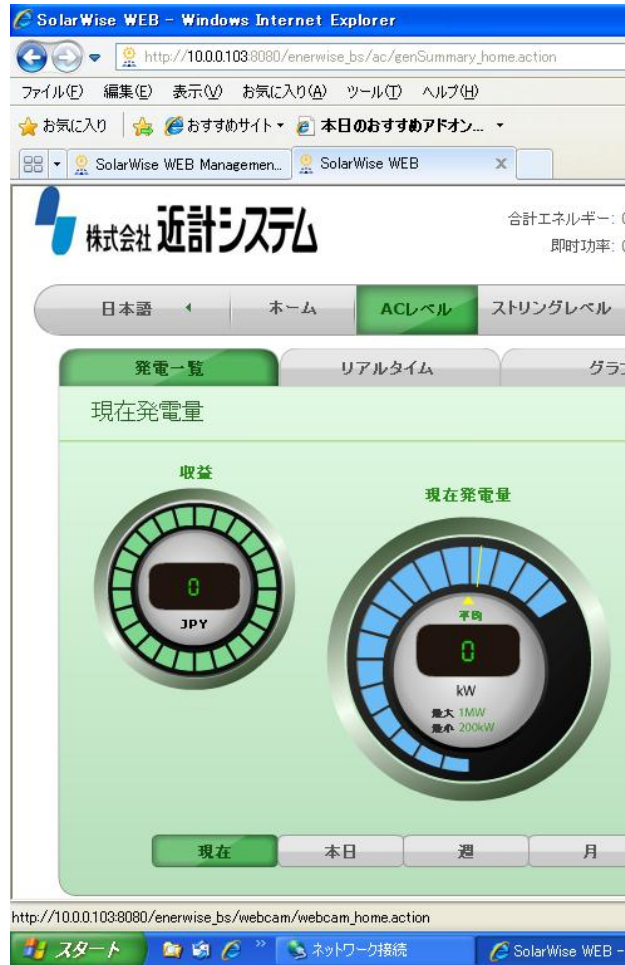 SolarWise WEB - Windows Internet Explorer
http://10.0.0.103:8080/enerwise_bs/ac/genSummary_home.action
ファイル(F) 編集(E) 表示(V) お気に入り(A) ツール(T) ヘルプ(H)
お気に入り おすすめサイト 本日のおすすめアドオン...
SolarWise WEB Managemen... SolarWise WEB
株式会社 近計システム
合計エネルギー:
即時功率:
日本語 ホーム ACレベル ストリングレベル
発電一覧 リアルタイム グラフ
現在発電量
収益
現在発電量
0
JPY
平均
0
kW
最大 1MW
最小 200kW
現在 本日 週 月
http://10.0.0.103:8080/enerwise_bs/webcam/webcam_home.action
スタート ネットワーク接続 SolarWise WEB -